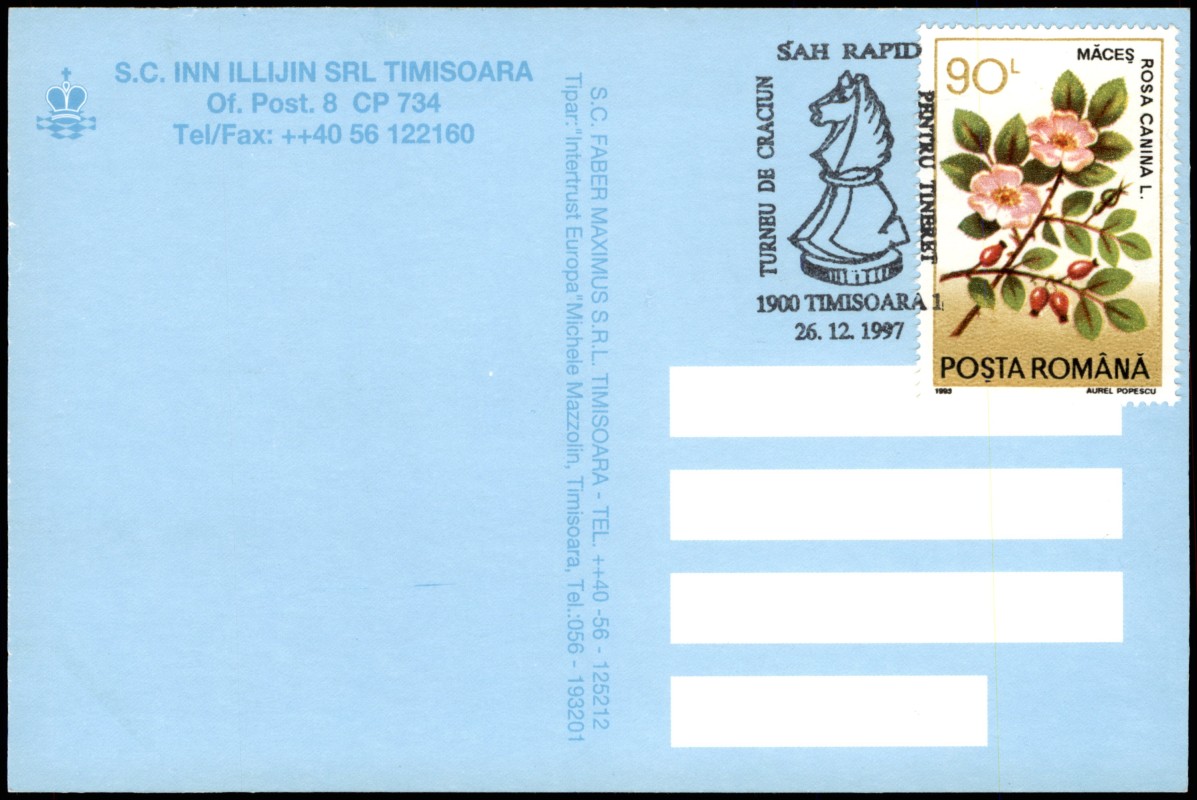 S.C. INN ILLIJIN SRL TIMISOARA
Of. Post. 8 CP 734
Tel/Fax: ++40 56 122160
S.C. FABER MAXIMUS S.R.L. TIMISOARA - TEL. ++40 -56 - 125212
Tipar:"Intertrust Europa"Michele Mazzolin, Timisoara, Tel.:056 - 193201
ŞAH RAPID
TURNEU DE CRACIUN
PENTRU TINERET
1900 TIMISOARA 1
26. 12. 1997
90L
MĂCEŞ
ROSA CANINA L.
POŞTA ROMÂNĂ
1993
AUREL POPESCU